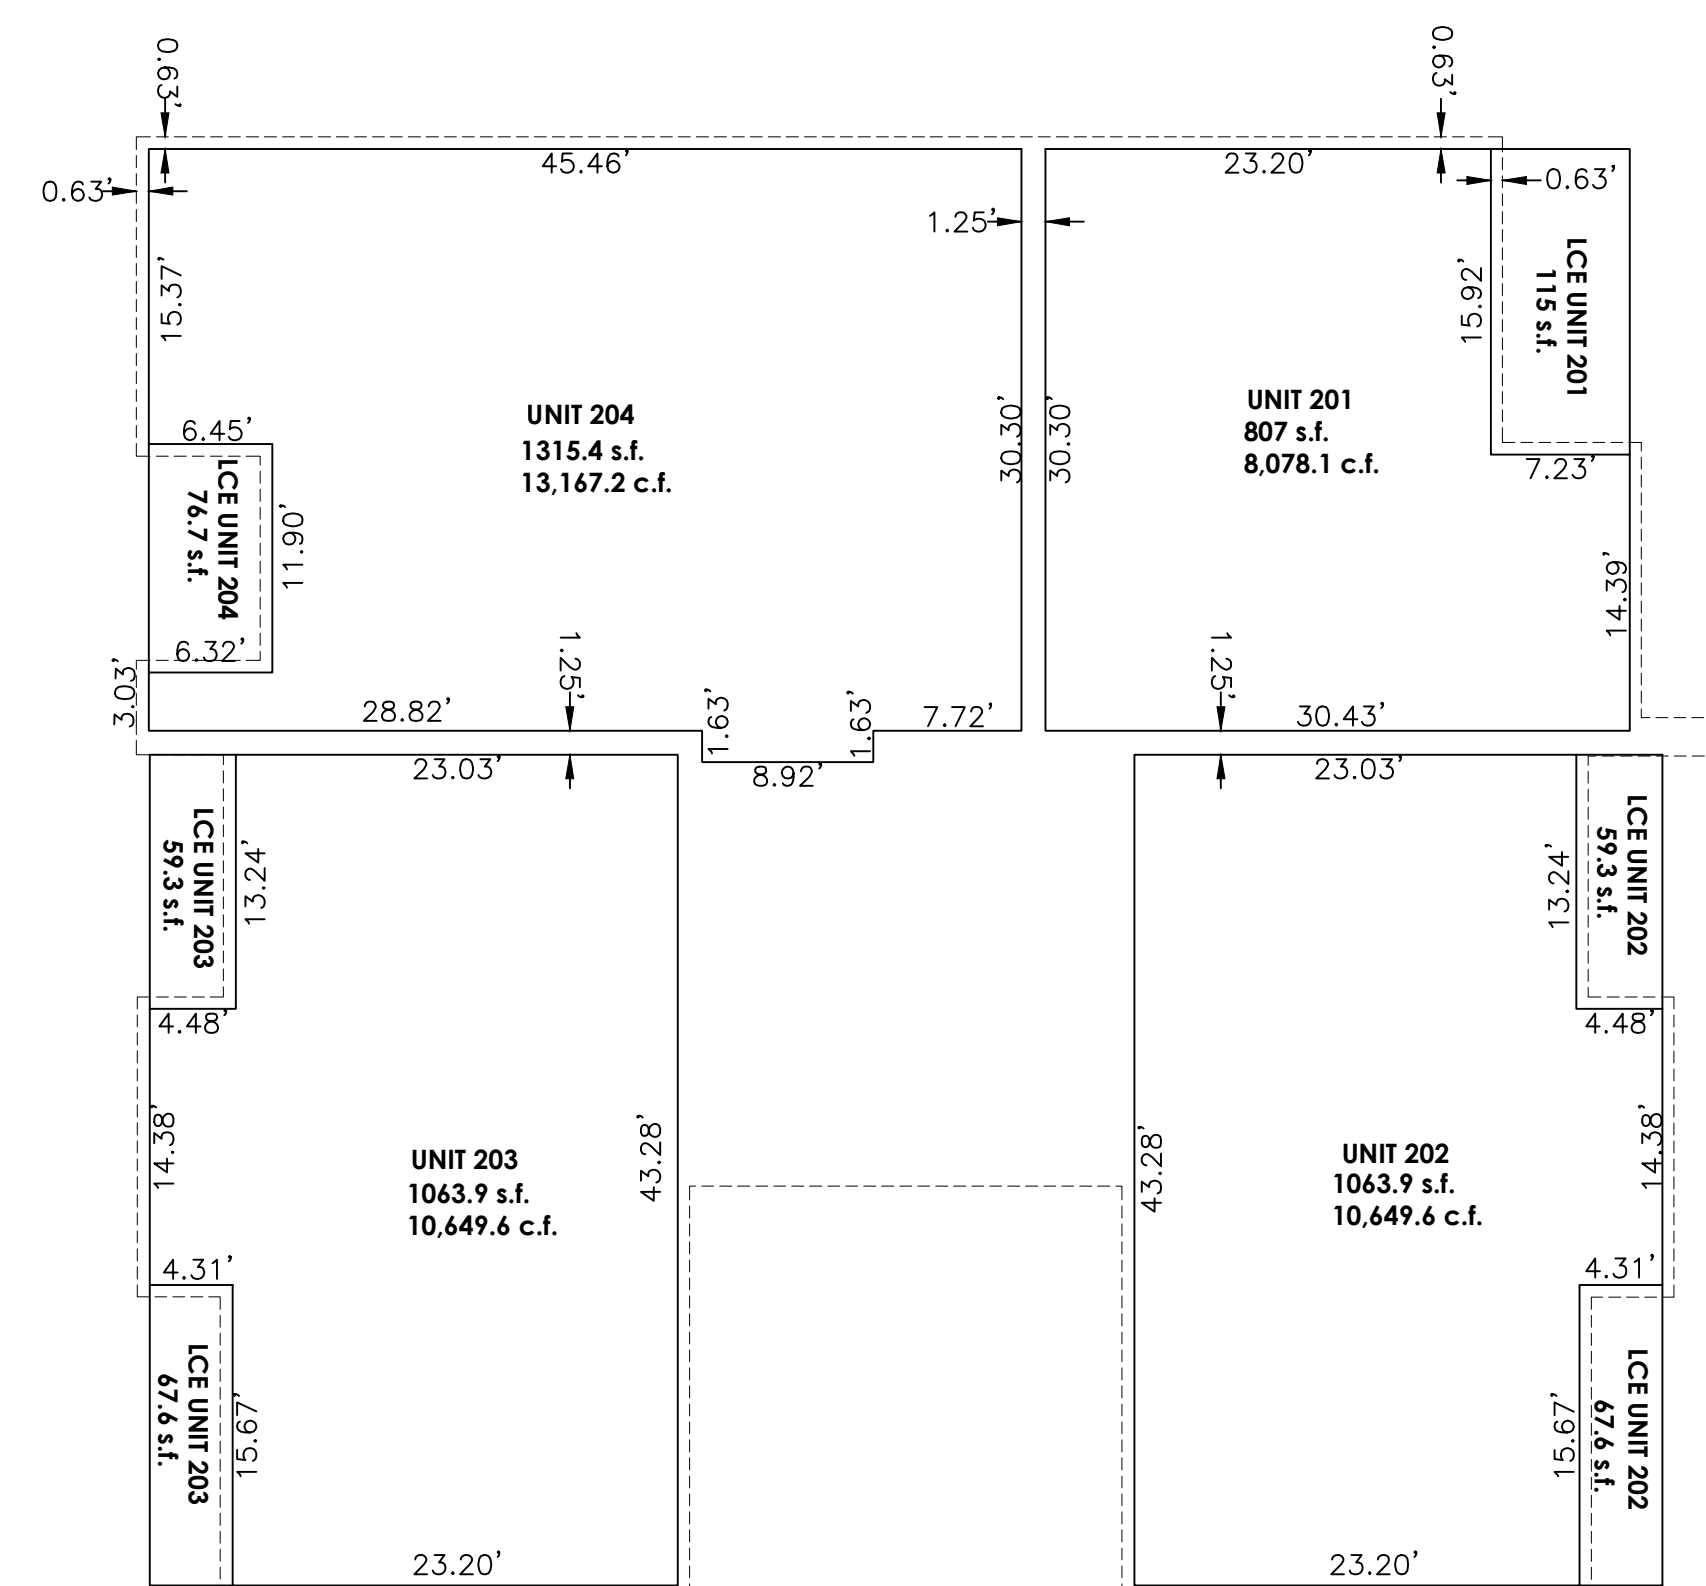 0.63'
0.63'
45.46'
23.20'
0.63'
0.63'
1.25'
15.37'
15.92'
LCE UNIT 201
115 s.f.
UNIT 204
1315.4 s.f.
13,167.2 c.f.
30.30'
30.30'
UNIT 201
807 s.f.
8,078.1 c.f.
6.45'
7.23'
LCE UNIT 204
76.7 s.f.
11.90'
14.39'
6.32'
3.03'
1.25'
1.25'
28.82'
1.63'
1.63'
7.72'
30.43'
23.03'
8.92'
23.03'
LCE UNIT 203
59.3 s.f.
13.24'
13.24'
LCE UNIT 202
59.3 s.f.
4.48'
4.48'
14.38'
43.28'
43.28'
14.38'
UNIT 203
1063.9 s.f.
10,649.6 c.f.
UNIT 202
1063.9 s.f.
10,649.6 c.f.
4.31'
4.31'
LCE UNIT 203
67.6 s.f.
15.67'
15.67'
LCE UNIT 202
67.6 s.f.
23.20'
23.20'